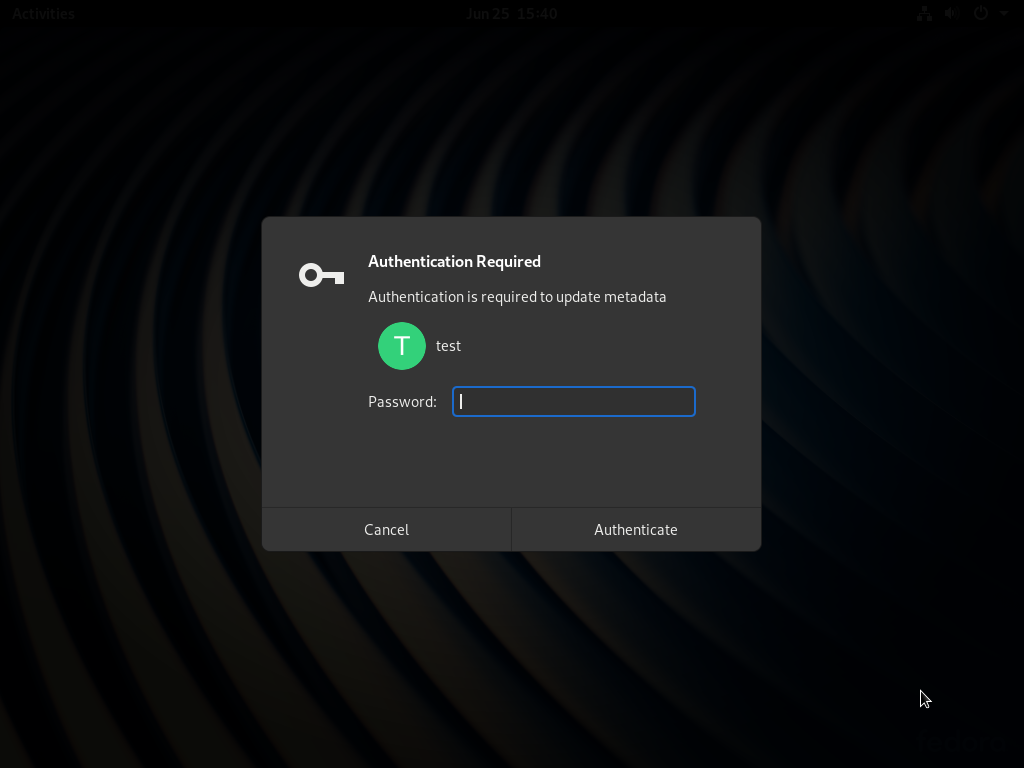 Activities
Jun 25 15:40
Authentication Required
Authentication is required to update metadata
T
test
Password:
Cancel
Authenticate
fedora